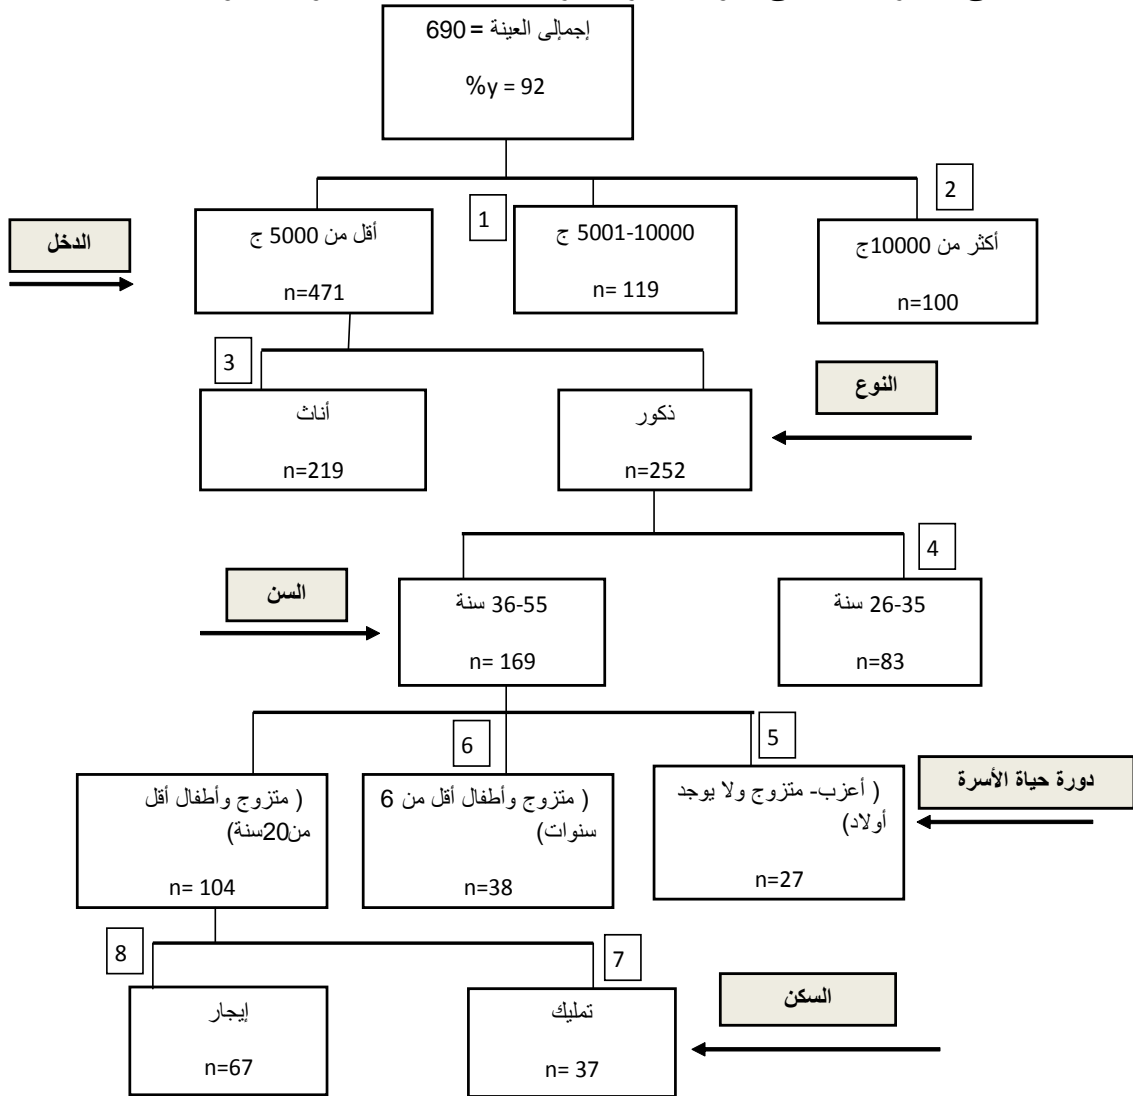 إجمالى العينة = 690
%y = 92
2
1
أكثر من 10000ج
n=100
5001-10000 ج
n= 119
أقل من 5000 ج
n=471
الدخل
3
النوع
ذكور
n=252
أناث
n=219
4
السن
26-35 سنة
n=83
36-55 سنة
n= 169
5
6
دورة حياة الأسرة
( أعزب- متزوج ولا يوجد
أولاد)
n=27
( متزوج وأطفال أقل من 6
سنوات)
n=38
( متزوج وأطفال أقل
من20سنة)
n= 104
7
8
السكن
تمليك
n= 37
إيجار
n=67